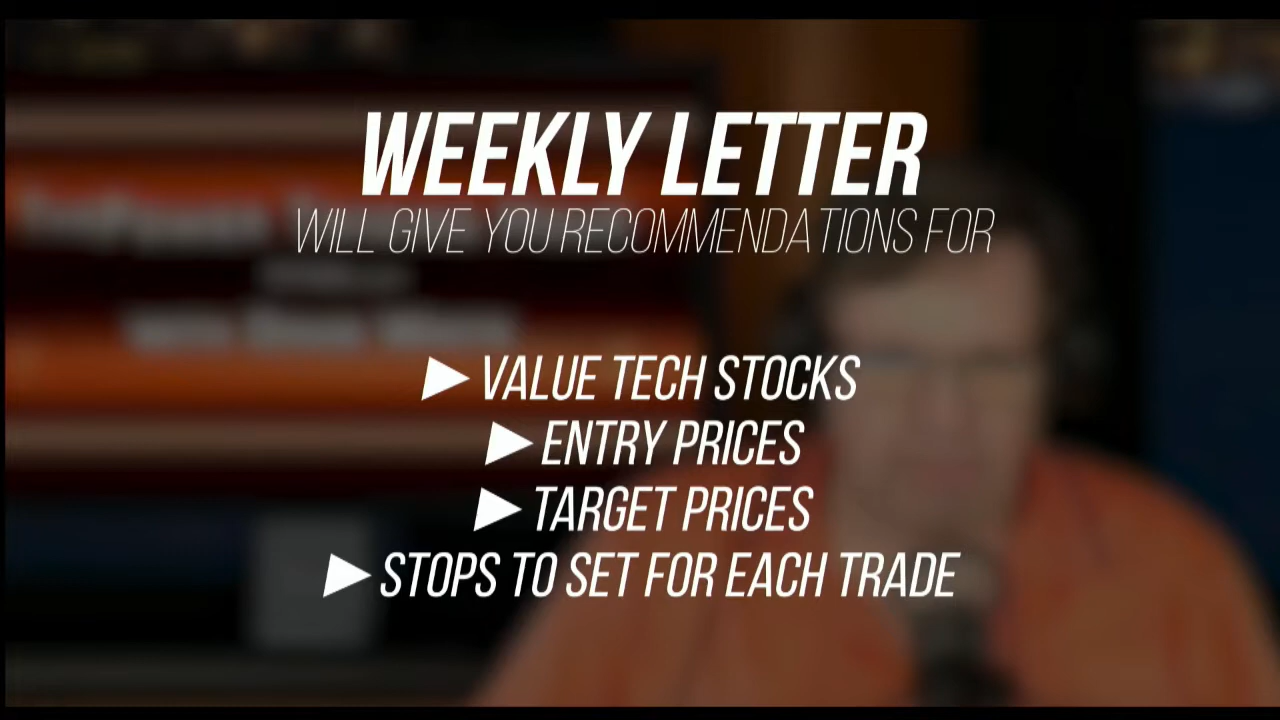 WEEKLY LETTER
WILL GIVE YOU RECOMMENDATIONS FOR
► VALUE TECH STOCKS
► ENTRY PRICES
► TARGET PRICES
► STOPS TO SET FOR EACH TRADE